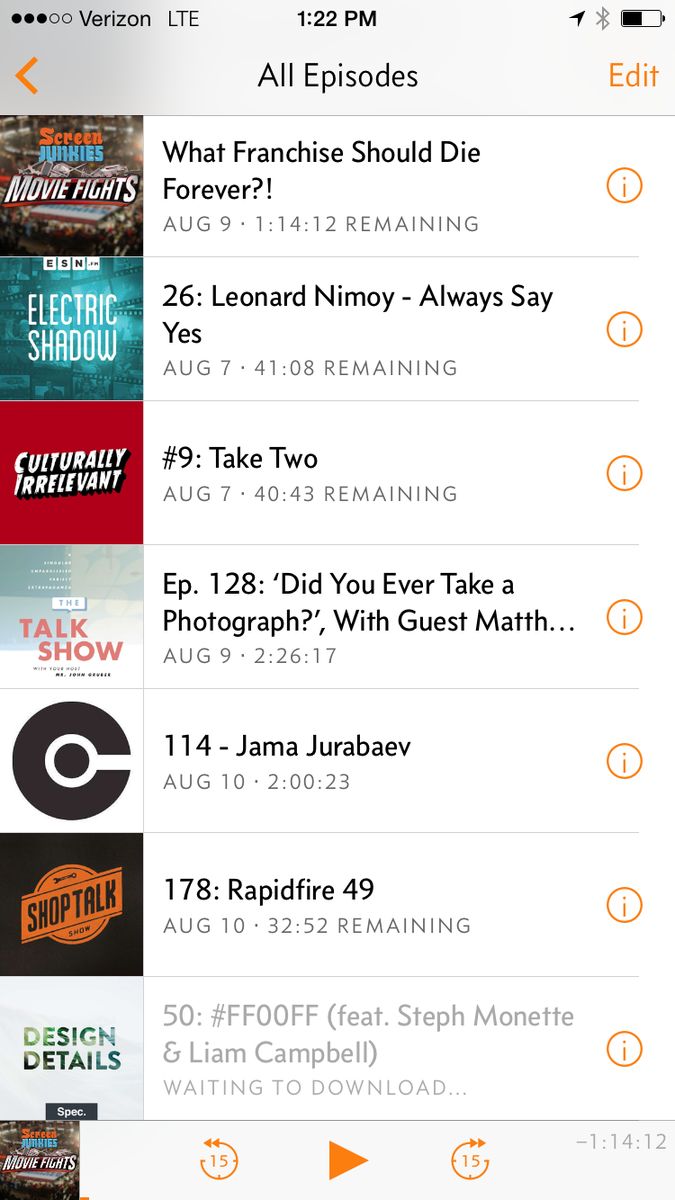 Verizon LTE 1:22 PM
All Episodes Edit
Screen
JUNKIES
MOVIE FIGHTS
What Franchise Should Die
Forever?!
AUG 9 · 1:14:12 REMAINING
ESN.FM
ELECTRIC
SHADOW
26: Leonard Nimoy - Always Say
Yes
AUG 7 · 41:08 REMAINING
CULTURALLY
IRRELEVANT
#9: Take Two
AUG 7 · 40:43 REMAINING
THE
TALK
SHOW
WITH YOUR HOST
MR. JOHN GRUBER
Ep. 128: ‘Did You Ever Take a
Photograph?’, With Guest Matth…
AUG 9 · 2:26:17
114 - Jama Jurabaev
AUG 10 · 2:00:23
SHOP TALK
SHOW
178: Rapidfire 49
AUG 10 · 32:52 REMAINING
DESIGN
DETAILS
Spec.
50: #FF00FF (feat. Steph Monette
& Liam Campbell)
WAITING TO DOWNLOAD…
Screen
JUNKIES
MOVIE FIGHTS
15
15
−1:14:12